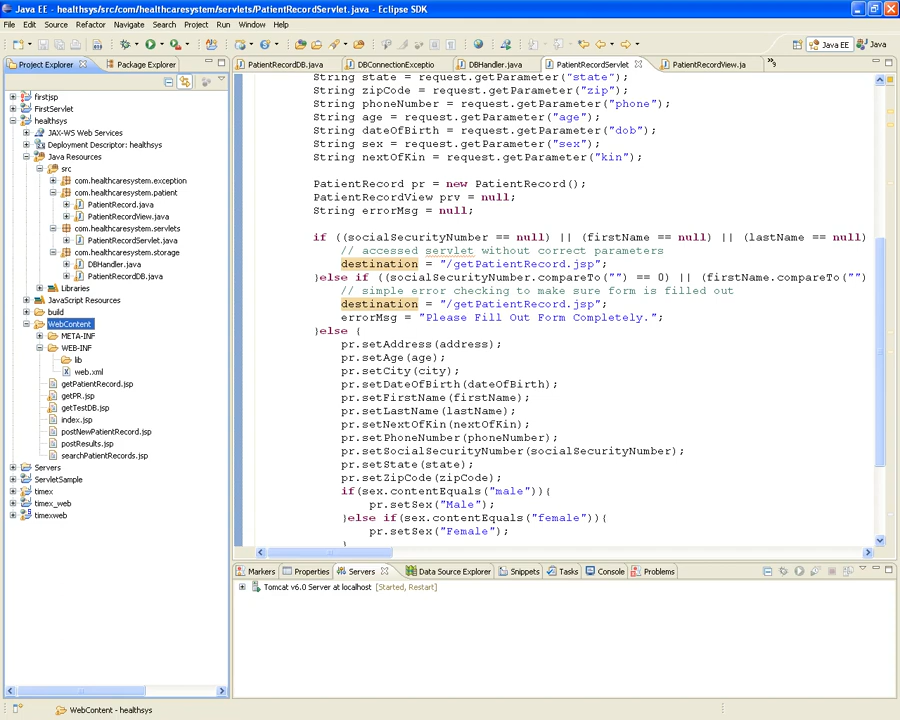 Java EE - healthsys/src/com/healthcaresystem/servlets/PatientRecordServlet.java - Eclipse SDK
File Edit Source Refactor Navigate Search Project Run Window Help
Java EE Java
Project Explorer Package Explorer
PatientRecordDB.java DBConnectionExceptio DBHandler.java PatientRecordServlet PatientRecordView.ja »9
firstjsp
FirstServlet
healthsys
JAX-WS Web Services
Deployment Descriptor: healthsys
Java Resources
src
com.healthcaresystem.exception
com.healthcaresystem.patient
PatientRecord.java
PatientRecordView.java
com.healthcaresystem.servlets
PatientRecordServlet.java
com.healthcaresystem.storage
DBHandler.java
PatientRecordDB.java
Libraries
JavaScript Resources
build
WebContent
META-INF
WEB-INF
lib
web.xml
getPatientRecord.jsp
getPR.jsp
getTestDB.jsp
index.jsp
postNewPatientRecord.jsp
postResults.jsp
searchPatientRecords.jsp
Servers
ServletSample
timex
timex_web
timexweb
String state = request.getParameter("state");
String zipCode = request.getParameter("zip");
String phoneNumber = request.getParameter("phone");
String age = request.getParameter("age");
String dateOfBirth = request.getParameter("dob");
String sex = request.getParameter("sex");
String nextOfKin = request.getParameter("kin");
PatientRecord pr = new PatientRecord();
PatientRecordView prv = null;
String errorMsg = null;
if ((socialSecurityNumber == null) || (firstName == null) || (lastName == null)
// accessed servlet without correct parameters
destination = "/getPatientRecord.jsp";
}else if ((socialSecurityNumber.compareTo("") == 0) || (firstName.compareTo("")
// simple error checking to make sure form is filled out
destination = "/getPatientRecord.jsp";
errorMsg = "Please Fill Out Form Completely.";
}else {
pr.setAddress(address);
pr.setAge(age);
pr.setCity(city);
pr.setDateOfBirth(dateOfBirth);
pr.setFirstName(firstName);
pr.setLastName(lastName);
pr.setNextOfKin(nextOfKin);
pr.setPhoneNumber(phoneNumber);
pr.setSocialSecurityNumber(socialSecurityNumber);
pr.setState(state);
pr.setZipCode(zipCode);
if(sex.contentEquals("male")){
pr.setSex("Male");
}else if(sex.contentEquals("female")){
pr.setSex("Female");
}
Markers Properties Servers Data Source Explorer Snippets Tasks Console Problems
Tomcat v6.0 Server at localhost [Started, Restart]
WebContent - healthsys